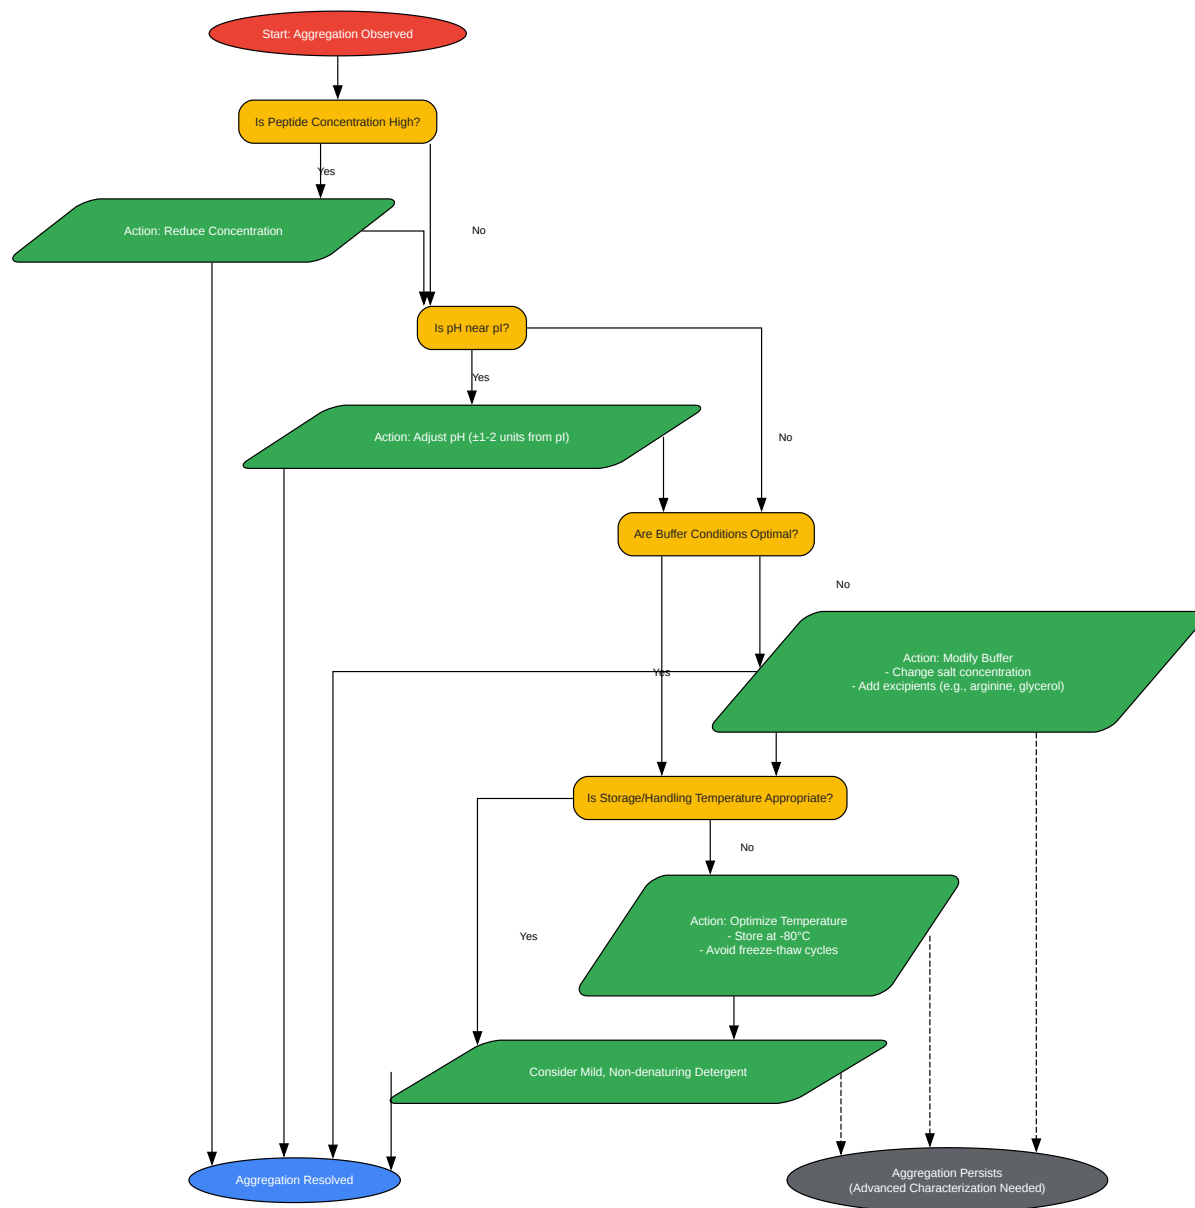 Start: Aggregation Observed
Is Peptide Concentration High?
Yes
Action: Reduce Concentration
No
Is pH near pI?
Yes
Action: Adjust pH (±1-2 units from pI)
No
Are Buffer Conditions Optimal?
No
Action: Modify Buffer
- Change salt concentration
- Add excipients (e.g., arginine, glycerol)
Yes
Is Storage/Handling Temperature Appropriate?
No
Action: Optimize Temperature
- Store at -80°C
- Avoid freeze-thaw cycles
Yes
Consider Mild, Non-denaturing Detergent
Aggregation Resolved
Aggregation Persists
(Advanced Characterization Needed)